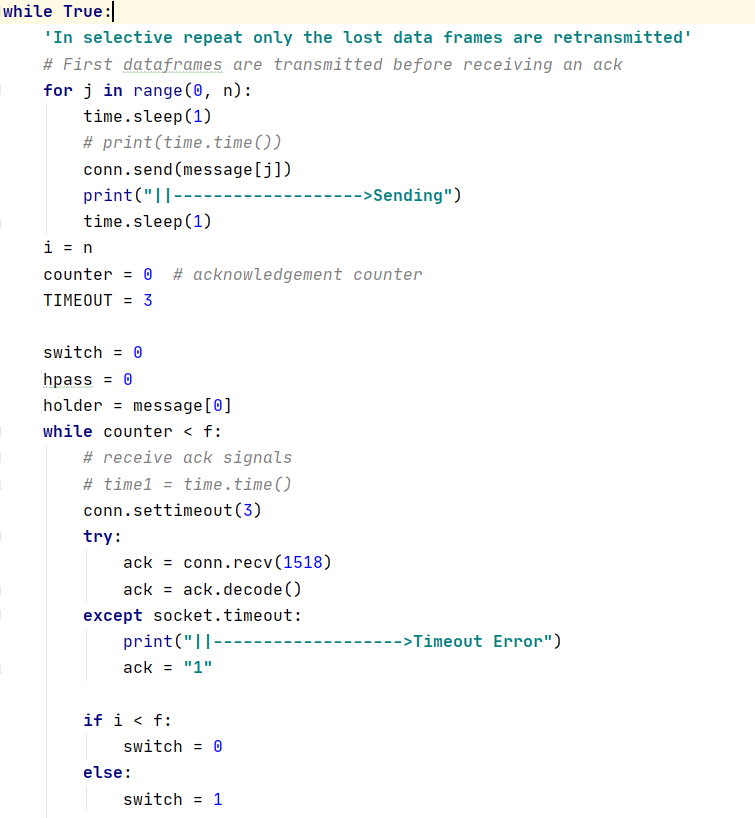 while True:
    'In selective repeat only the lost data frames are retransmitted'
    # First dataframes are transmitted before receiving an ack
    for j in range(0, n):
        time.sleep(1)
        # print(time.time())
        conn.send(message[j])
        print("||------------------->Sending")
        time.sleep(1)
    i = n
    counter = 0  # acknowledgement counter
    TIMEOUT = 3

    switch = 0
    hpass = 0
    holder = message[0]
    while counter < f:
        # receive ack signals
        # time1 = time.time()
        conn.settimeout(3)
        try:
            ack = conn.recv(1518)
            ack = ack.decode()
        except socket.timeout:
            print("||------------------->Timeout Error")
            ack = "1"

        if i < f:
            switch = 0
        else:
            switch = 1